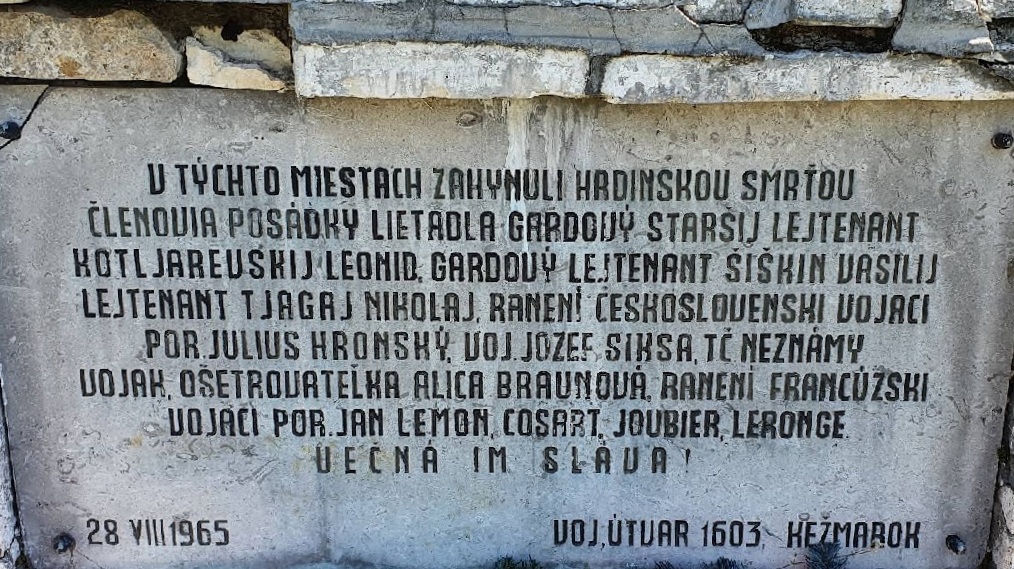 V TÝCHTO MIESTACH ZAHYNULI HRDINSKOU SMRŤOU
ČLENOVIA POSÁDKY LIETADLA GARDOVÝ STARŠIJ LEJTENANT
KOTLJAREVSKIJ LEONID, GARDOVÝ LEJTENANT ŠIŠKIN VASILIJ
LEJTENANT TJAGAJ NIKOLAJ, RANENÍ ČESKOSLOVENSKI VOJACI
POR.JULIUS HRONSKÝ, VOJ.JOZEF SIKSA, TČ NEZNÁMY
VOJAK, OŠETROVATEĽKA ALICA BRAUNOVÁ, RANENÍ FRANCÚZSKI
VOJACI POR.JAN LEMON, COSART, JOUBIER, LERONGE.
VEČNÁ IM SLÁVA!
28 VIII 1965
VOJ.ÚTVAR 1603, KEŽMAROK